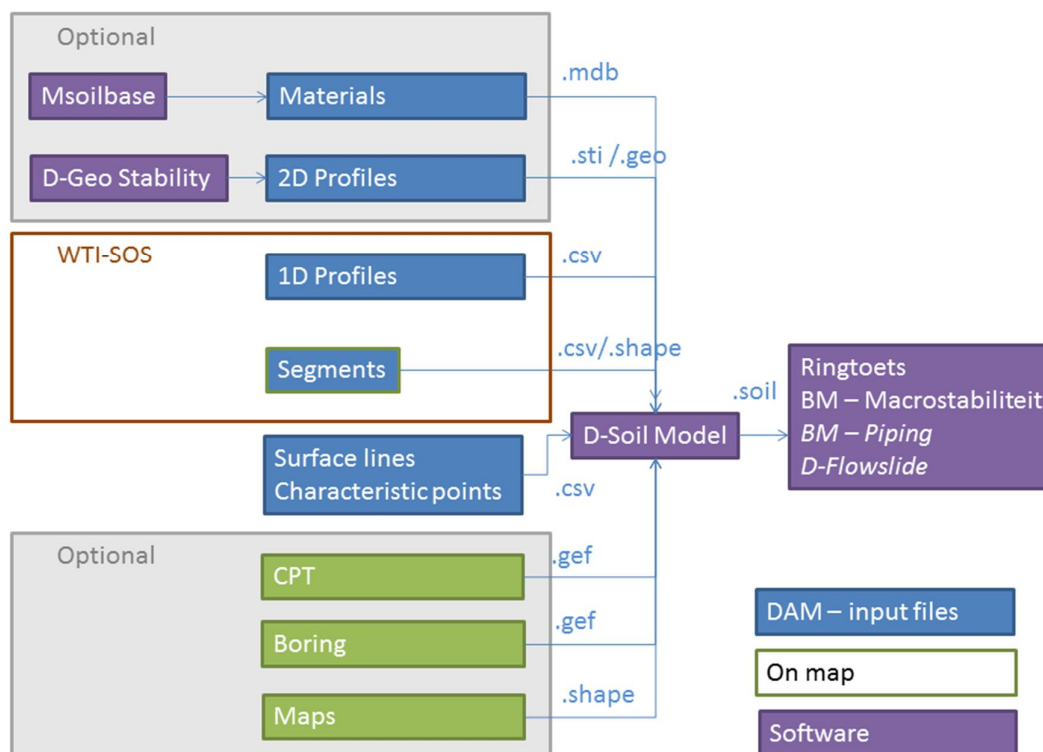 Optional
.mdb
Msoilbase
Materials
.sti /.geo
D-Geo Stability
2D Profiles
WTI-SOS
.csv
1D Profiles
.csv/.shape
Segments
.soil
Ringtoets
BM – Macrostabiliteit
BM – Piping
D-Flowslide
D-Soil Model
Surface lines
Characteristic points
.csv
Optional
.gef
CPT
.gef
Boring
.shape
Maps
DAM – input files
On map
Software